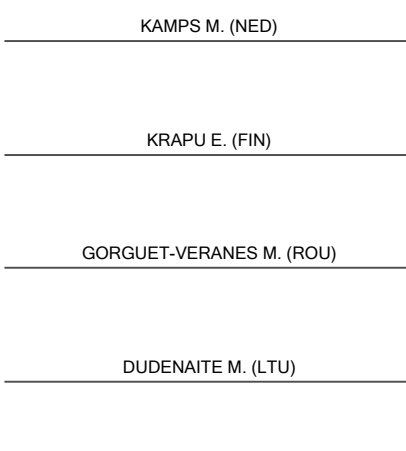 KAMPS M. (NED)
KRAPU E. (FIN)
GORGUET-VERANES M. (ROU)
DUDENAITE M. (LTU)